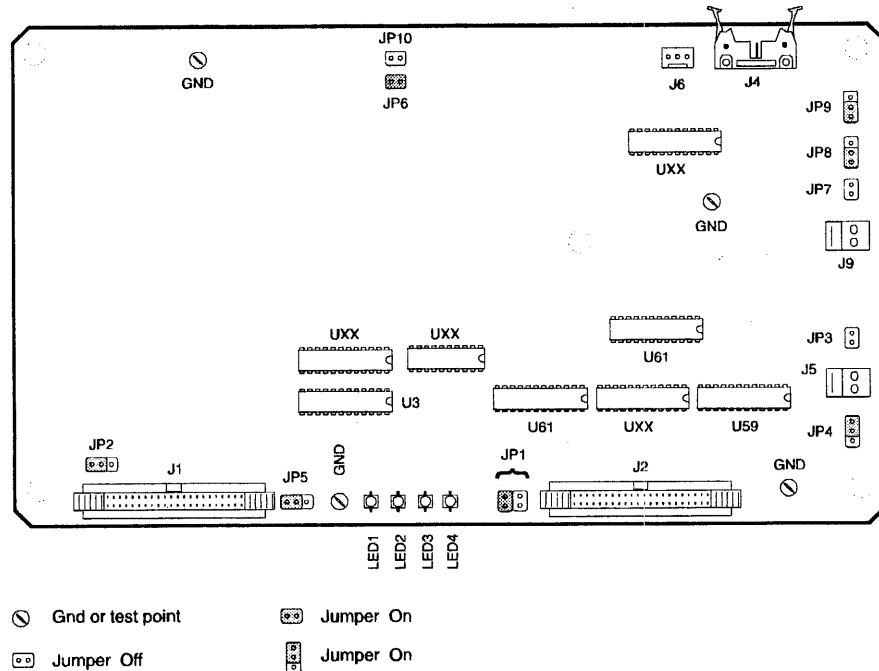 JP10
GND
JP6
J6
J4
JP9
UXX
JP8
JP7
GND
J9
UXX
UXX
U61
JP3
J5
U3
U61
UXX
U59
JP4
JP2
J1
JP5
GND
JP1
J2
GND
LED1
LED2
LED3
LED4
Gnd or test point
Jumper On
Jumper Off
Jumper On